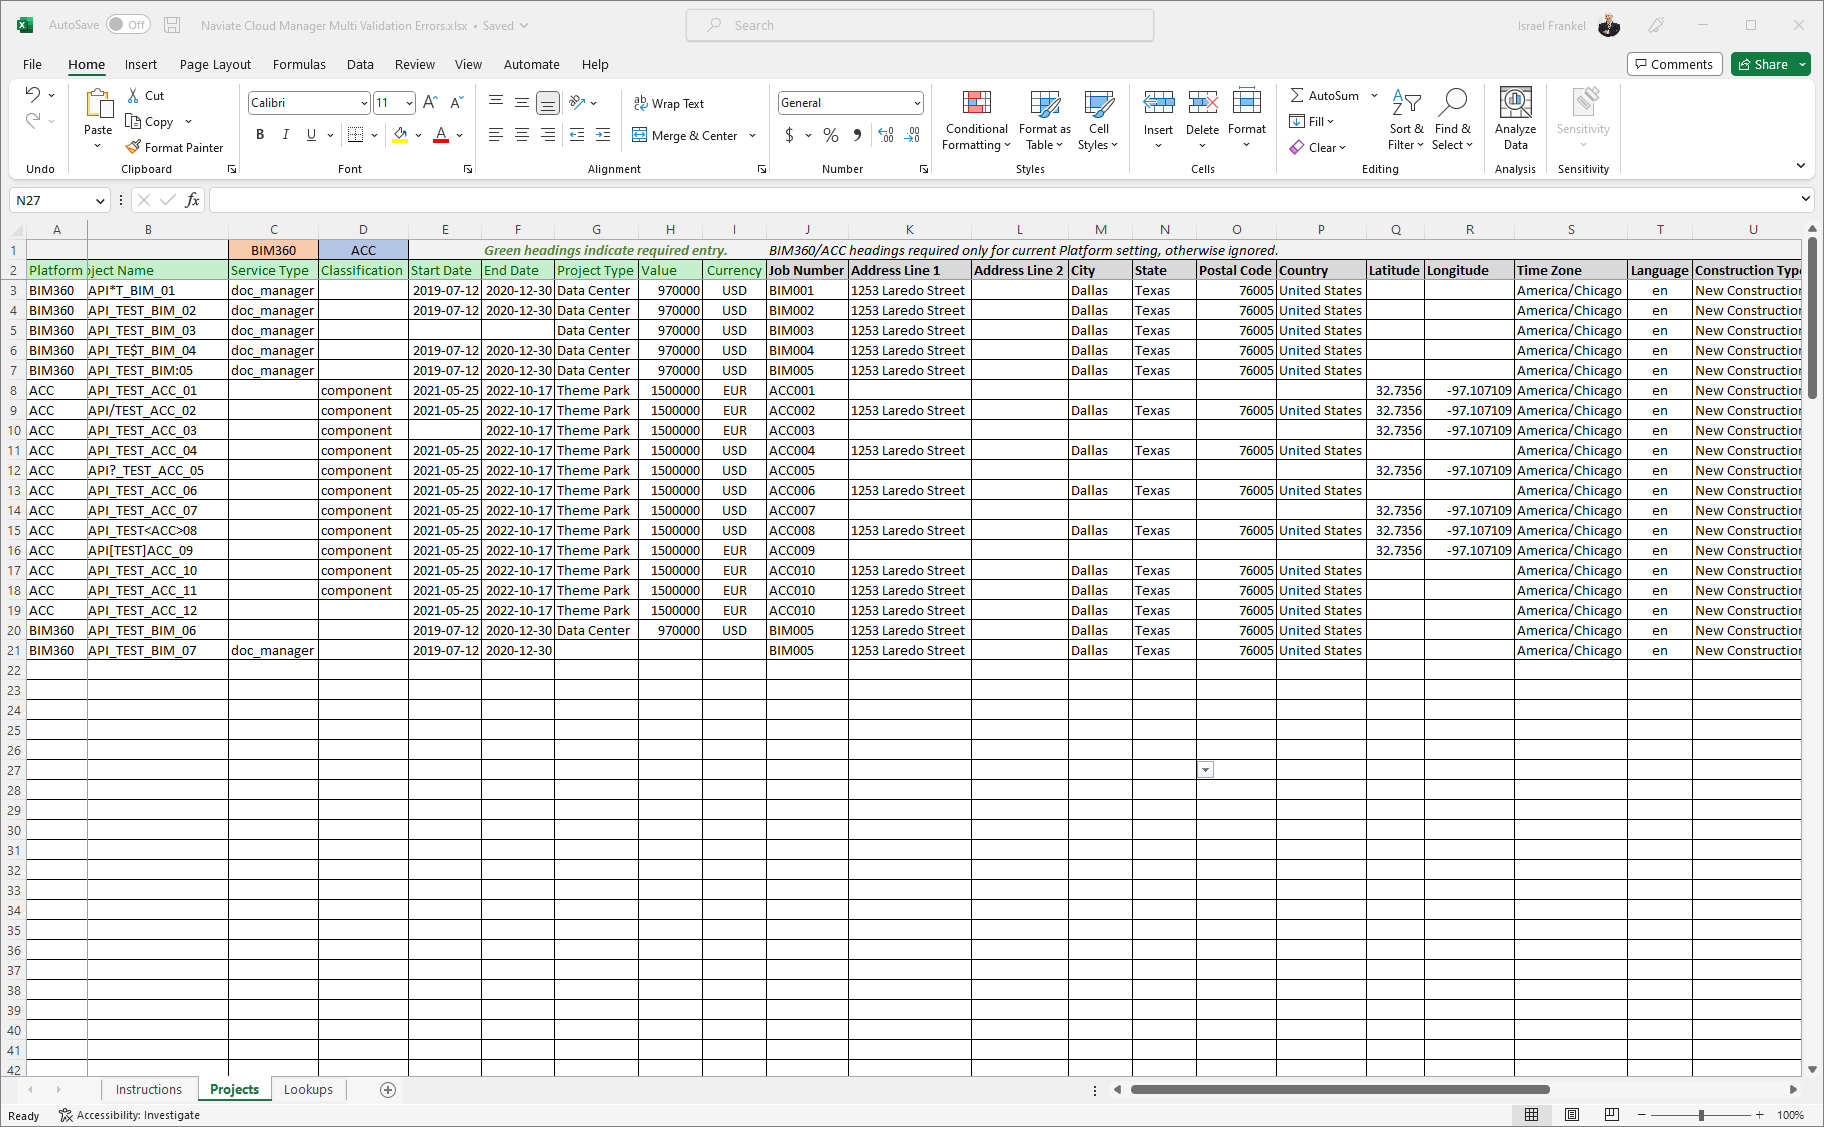 AutoSave Off Naviate Cloud Manager Multi Validation Errors.xlsx • Saved Search Israel Frankel
File Home Insert Page Layout Formulas Data Review View Automate Help Comments Share
Cut Calibri 11 Wrap Text General AutoSum
Paste Copy Merge & Center Conditional Formatting Format as Table Cell Styles Insert Delete Format Fill Sort & Filter Find & Select Analyze Data Sensitivity
Format Painter Clear
Undo Clipboard Font Alignment Number Styles Cells Editing Analysis Sensitivity
N27 fx
A B C D E F G H I J K L M N O P Q R S T U
1 BIM360 ACC Green headings indicate required entry. BIM360/ACC headings required only for current Platform setting, otherwise ignored.
2 Platform oject Name Service Type Classification Start Date End Date Project Type Value Currency Job Number Address Line 1 Address Line 2 City State Postal Code Country Latitude Longitude Time Zone Language Construction Type
3 BIM360 API*T_BIM_01 doc_manager 2019-07-12 2020-12-30 Data Center 970000 USD BIM001 1253 Laredo Street Dallas Texas 76005 United States America/Chicago en New Construction
4 BIM360 API_TEST_BIM_02 doc_manager 2019-07-12 2020-12-30 Data Center 970000 USD BIM002 1253 Laredo Street Dallas Texas 76005 United States America/Chicago en New Construction
5 BIM360 API_TEST_BIM_03 doc_manager Data Center 970000 USD BIM003 1253 Laredo Street Dallas Texas 76005 United States America/Chicago en New Construction
6 BIM360 API_TE$T_BIM_04 doc_manager 2019-07-12 2020-12-30 Data Center 970000 USD BIM004 1253 Laredo Street Dallas Texas 76005 United States America/Chicago en New Construction
7 BIM360 API_TEST_BIM:05 doc_manager 2019-07-12 2020-12-30 Data Center 970000 USD BIM005 1253 Laredo Street Dallas Texas 76005 United States America/Chicago en New Construction
8 ACC API_TEST_ACC_01 component 2021-05-25 2022-10-17 Theme Park 1500000 EUR ACC001 32.7356 -97.107109 America/Chicago en New Construction
9 ACC API/TEST_ACC_02 component 2021-05-25 2022-10-17 Theme Park 1500000 EUR ACC002 1253 Laredo Street Dallas Texas 76005 United States 32.7356 -97.107109 America/Chicago en New Construction
10 ACC API_TEST_ACC_03 component 2022-10-17 Theme Park 1500000 EUR ACC003 32.7356 -97.107109 America/Chicago en New Construction
11 ACC API_TEST_ACC_04 component 2021-05-25 2022-10-17 Theme Park 1500000 USD ACC004 1253 Laredo Street Dallas Texas 76005 United States America/Chicago en New Construction
12 ACC API?_TEST_ACC_05 component 2021-05-25 2022-10-17 Theme Park 1500000 USD ACC005 32.7356 -97.107109 America/Chicago en New Construction
13 ACC API_TEST_ACC_06 component 2021-05-25 2022-10-17 Theme Park 1500000 USD ACC006 1253 Laredo Street Dallas Texas 76005 United States America/Chicago en New Construction
14 ACC API_TEST_ACC_07 component 2021-05-25 2022-10-17 Theme Park 1500000 USD ACC007 32.7356 -97.107109 America/Chicago en New Construction
15 ACC API_TEST<ACC>08 component 2021-05-25 2022-10-17 Theme Park 1500000 USD ACC008 1253 Laredo Street Dallas Texas 76005 United States 32.7356 -97.107109 America/Chicago en New Construction
16 ACC API[TEST]ACC_09 component 2021-05-25 2022-10-17 Theme Park 1500000 EUR ACC009 32.7356 -97.107109 America/Chicago en New Construction
17 ACC API_TEST_ACC_10 component 2021-05-25 2022-10-17 Theme Park 1500000 EUR ACC010 1253 Laredo Street Dallas Texas 76005 United States America/Chicago en New Construction
18 ACC API_TEST_ACC_11 component 2021-05-25 2022-10-17 Theme Park 1500000 EUR ACC010 1253 Laredo Street Dallas Texas 76005 United States America/Chicago en New Construction
19 ACC API_TEST_ACC_12 2021-05-25 2022-10-17 Theme Park 1500000 EUR ACC010 1253 Laredo Street Dallas Texas 76005 United States America/Chicago en New Construction
20 BIM360 API_TEST_BIM_06 2019-07-12 2020-12-30 Data Center 970000 USD BIM005 1253 Laredo Street Dallas Texas 76005 United States America/Chicago en New Construction
21 BIM360 API_TEST_BIM_07 doc_manager 2019-07-12 2020-12-30 BIM005 1253 Laredo Street Dallas Texas 76005 United States America/Chicago en New Construction
22
23
24
25
26
27
28
29
30
31
32
33
34
35
36
37
38
39
40
41
42
Instructions Projects Lookups
Ready Accessibility: Investigate 100%